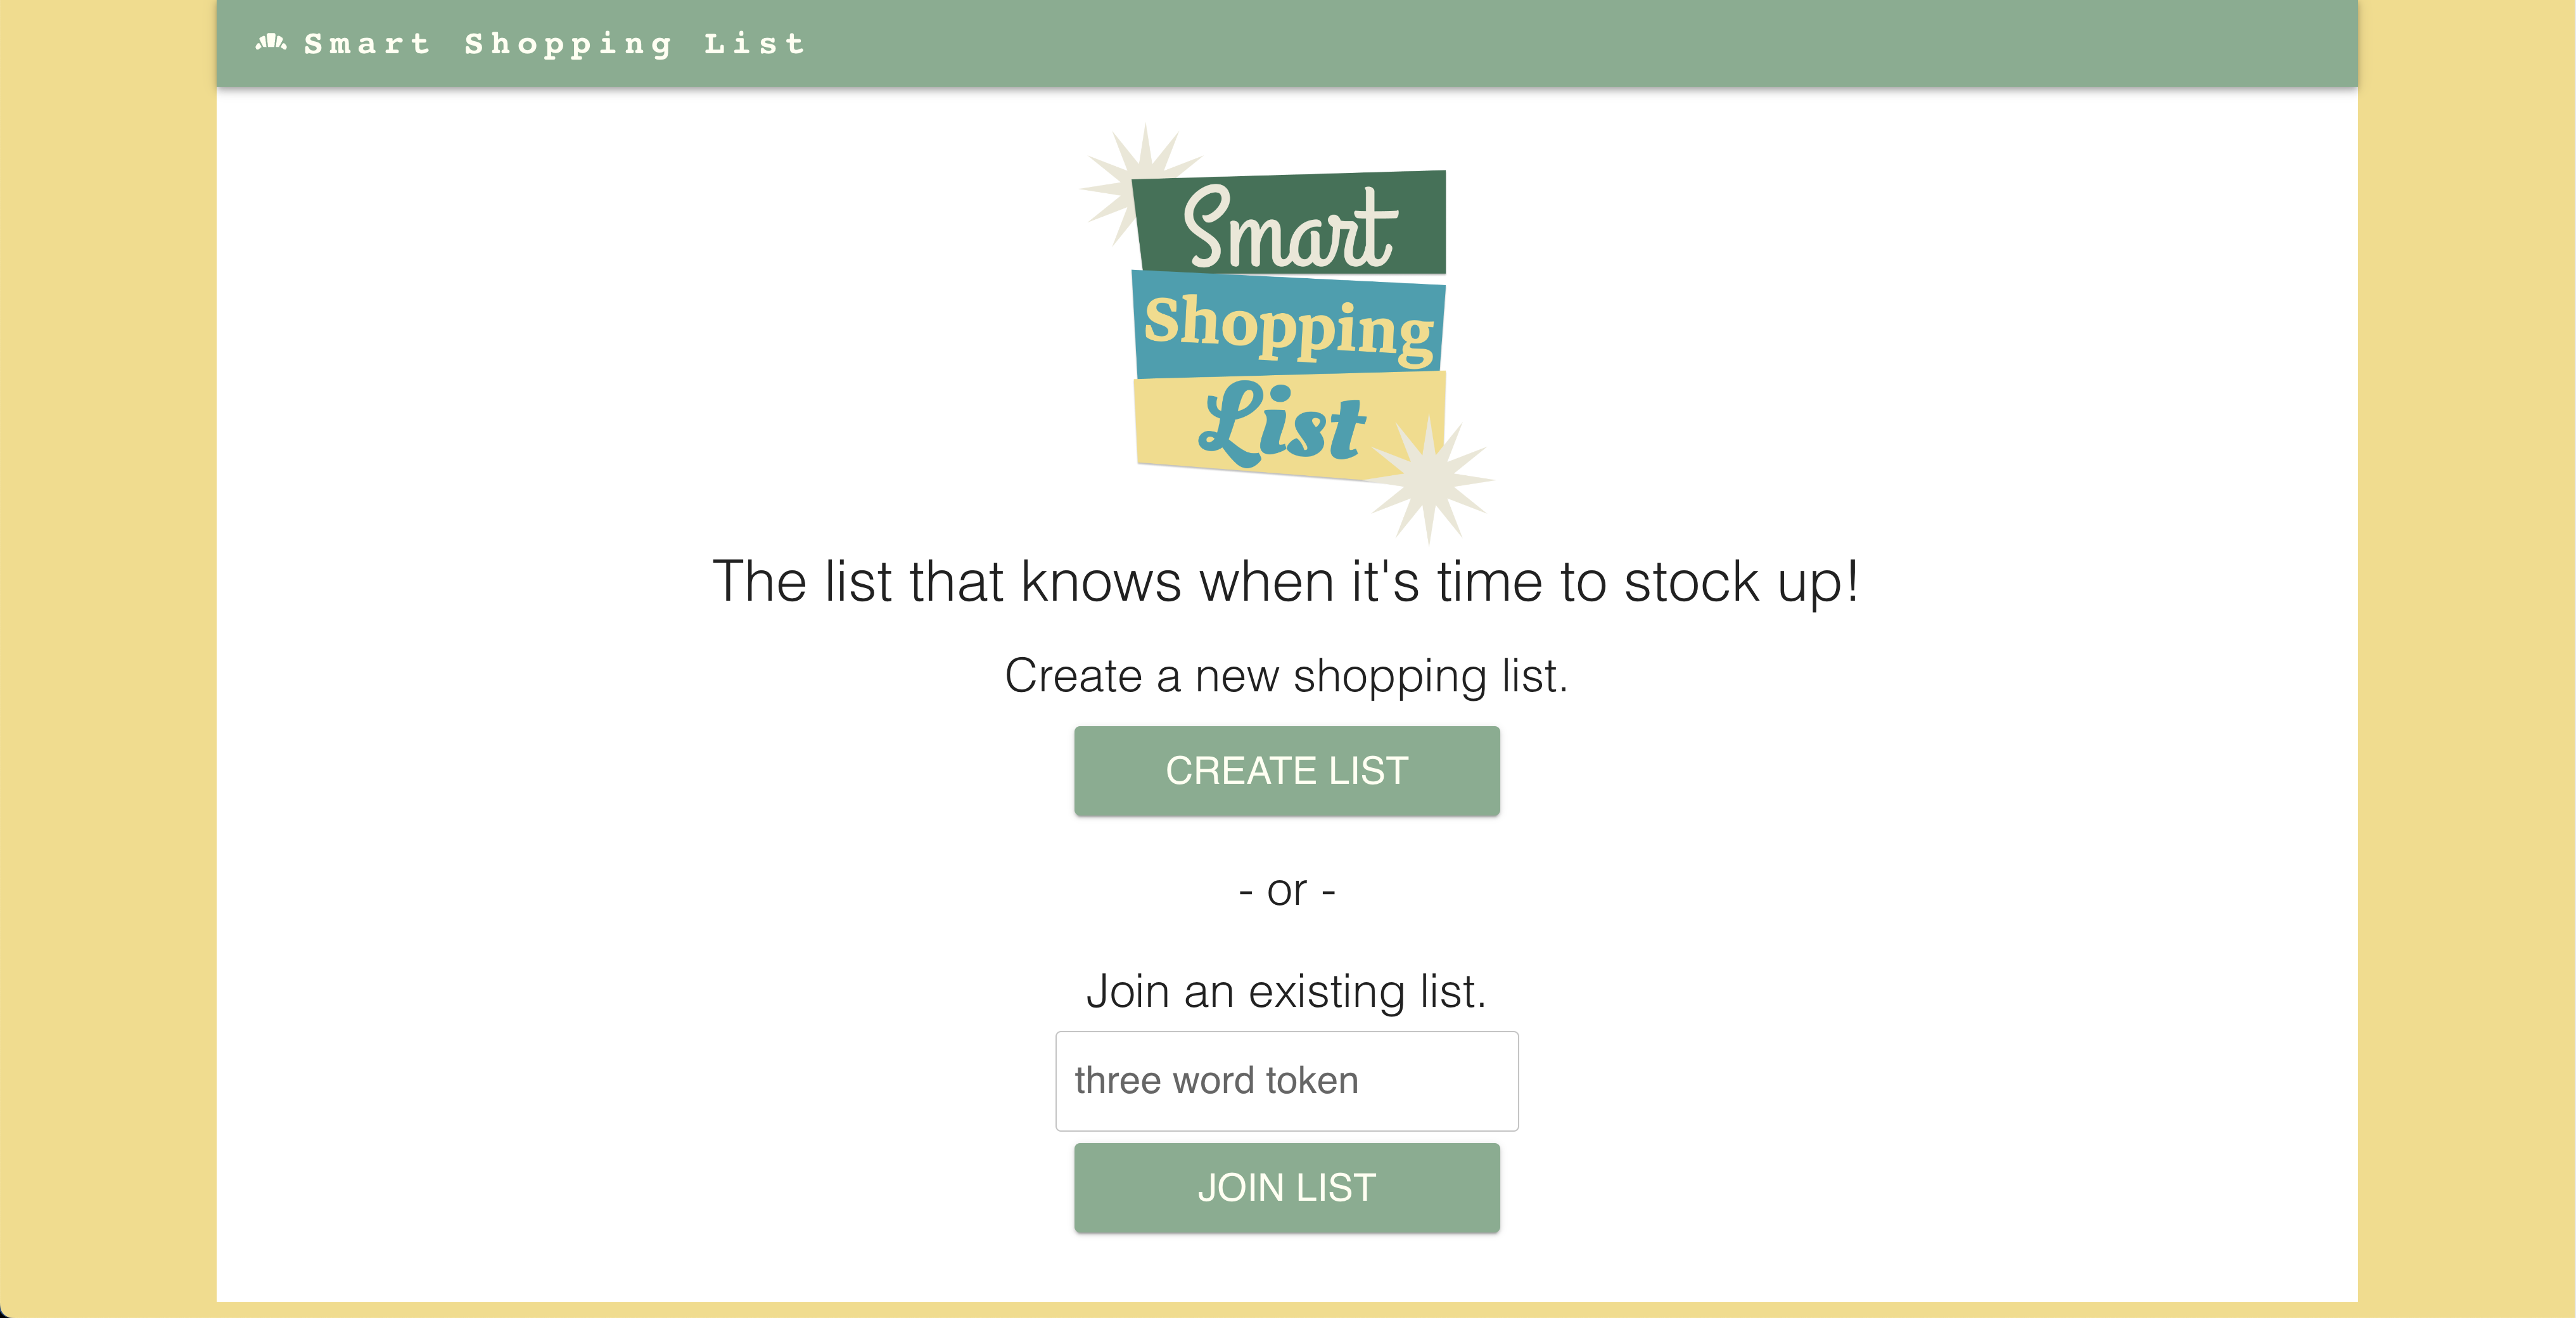 Smart Shopping List
Smart
Shopping
List
The list that knows when it's time to stock up!
Create a new shopping list.
CREATE LIST
- or -
Join an existing list.
three word token
JOIN LIST